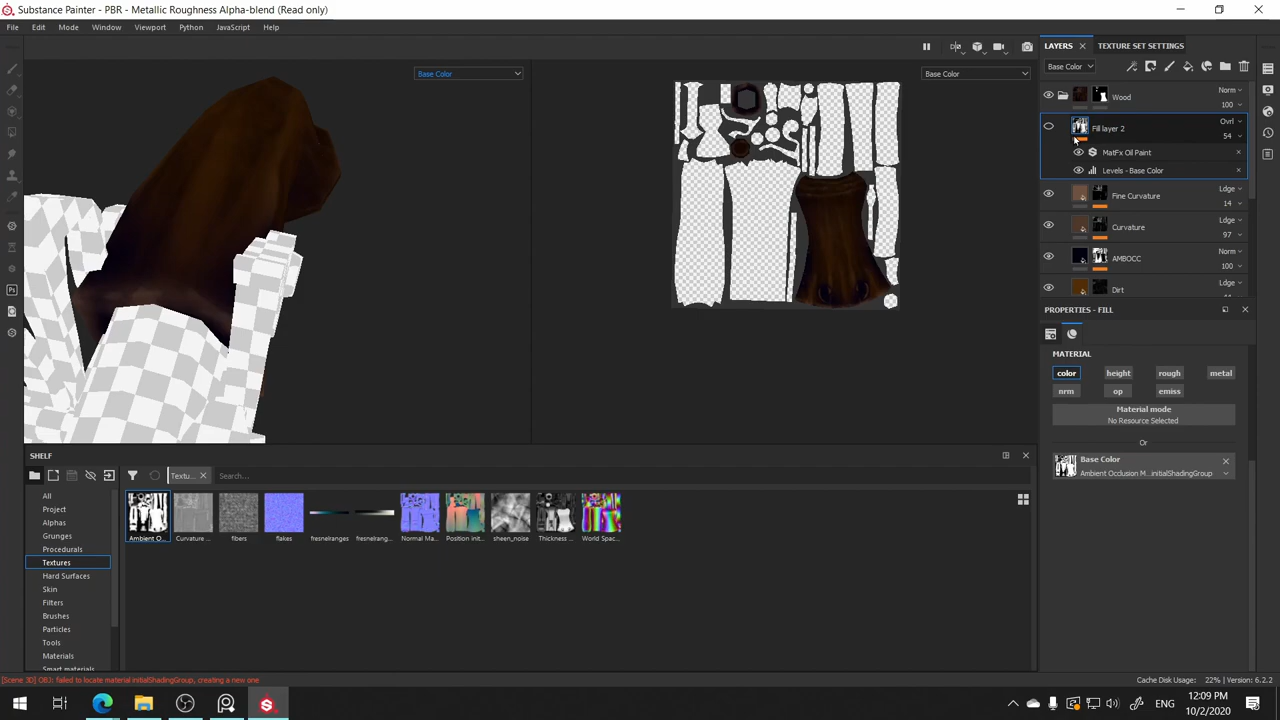 Substance Painter - PBR - Metallic Roughness Alpha-blend (Read only)
File Edit Mode Window Viewport Python JavaScript Help
LAYERS TEXTURE SET SETTINGS
Base Color
Base Color
Base Color
Wood Norm 100
Fill layer 2 Ovrl 54
MatFx Oil Paint
Levels - Base Color
Fine Curvature Ldge 14
Curvature Ldge 97
AMBOCC Norm 100
Dirt Ldge
PROPERTIES - FILL
MATERIAL
color height rough metal
nrm op emiss
Material mode
No Resource Selected
Or
Base Color
Ambient Occlusion M...initialShadingGroup
SHELF
Textu... Search...
All
Project
Alphas
Grunges
Procedurals
Textures
Hard Surfaces
Skin
Filters
Brushes
Particles
Tools
Materials
Smart materials
Ambient O... Curvature ... fibers flakes fresnelranges fresnelrang... Normal Ma... Position init... sheen_noise Thickness ... World Spac...
[Scene 3D] OBJ: failed to locate material initialShadingGroup, creating a new one.
Cache Disk Usage: 22% | Version: 6.2.2
ENG
12:09 PM
10/2/2020